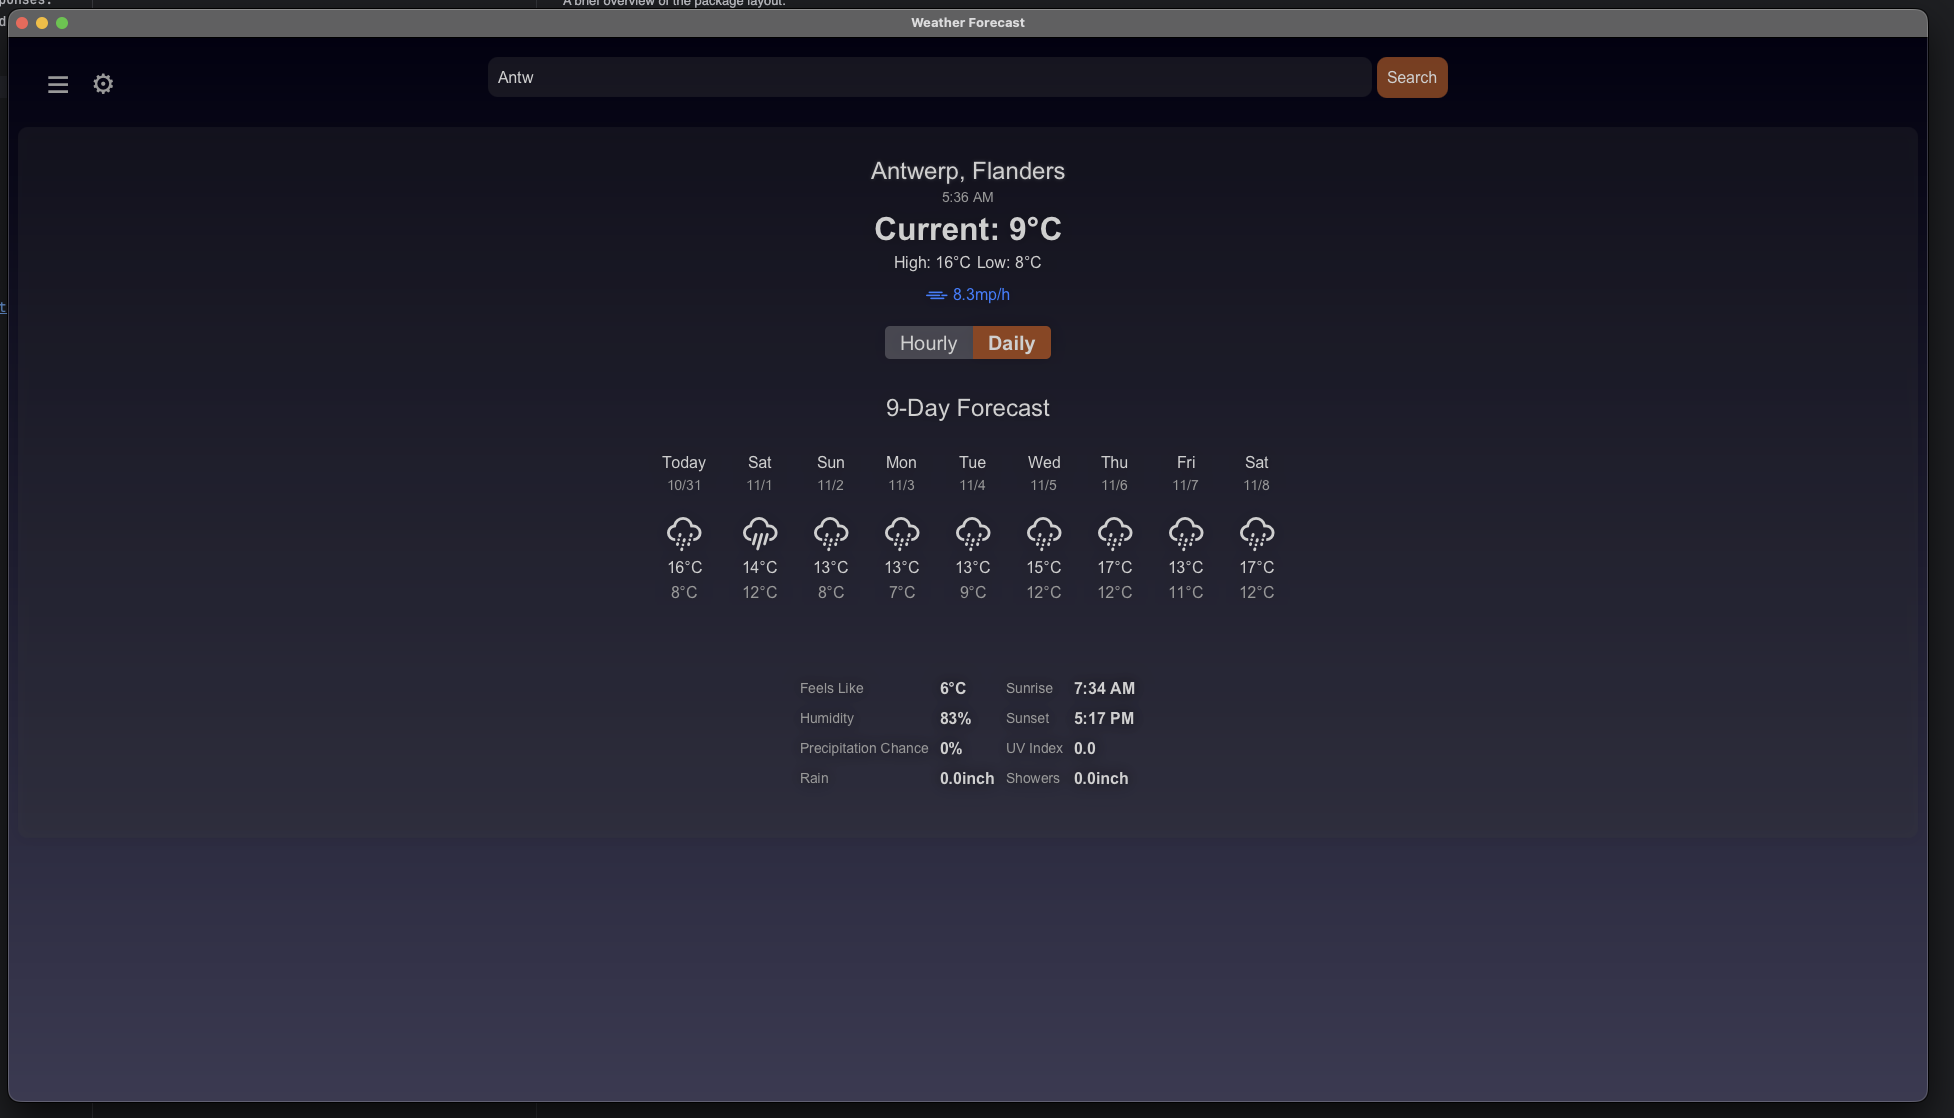 ponses.
A brief overview of the package layout.
d
Weather Forecast
Antw
Search
t
Antwerp, Flanders
5:36 AM
Current: 9°C
High: 16°C Low: 8°C
8.3mp/h
Hourly Daily
9-Day Forecast
Today Sat Sun Mon Tue Wed Thu Fri Sat
10/31 11/1 11/2 11/3 11/4 11/5 11/6 11/7 11/8
16°C 14°C 13°C 13°C 13°C 15°C 17°C 13°C 17°C
8°C 12°C 8°C 7°C 9°C 12°C 12°C 11°C 12°C
Feels Like 6°C Sunrise 7:34 AM
Humidity 83% Sunset 5:17 PM
Precipitation Chance 0% UV Index 0.0
Rain 0.0inch Showers 0.0inch